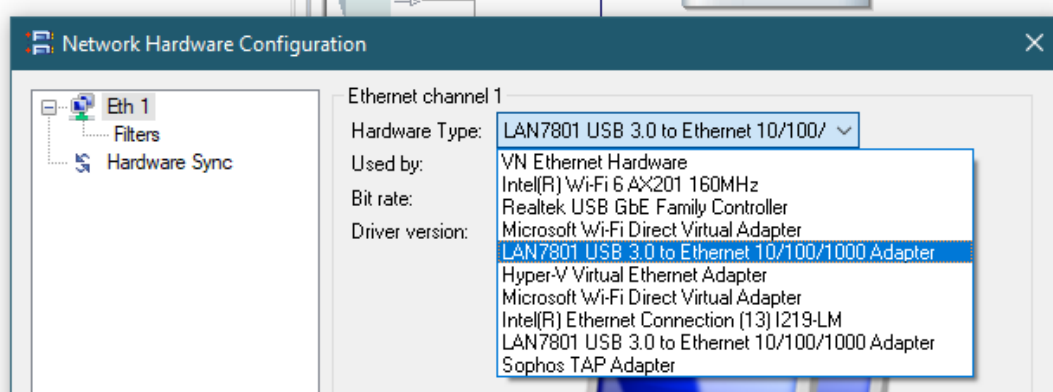 Network Hardware Configuration
Eth 1
Filters
Hardware Sync
Ethernet channel 1
Hardware Type: LAN7801 USB 3.0 to Ethernet 10/100/
Used by:
Bit rate:
Driver version:
VN Ethernet Hardware
Intel(R) Wi-Fi 6 AX201 160MHz
Realtek USB GbE Family Controller
Microsoft Wi-Fi Direct Virtual Adapter
LAN7801 USB 3.0 to Ethernet 10/100/1000 Adapter
Hyper-V Virtual Ethernet Adapter
Microsoft Wi-Fi Direct Virtual Adapter
Intel(R) Ethernet Connection (13) I219-LM
LAN7801 USB 3.0 to Ethernet 10/100/1000 Adapter
Sophos TAP Adapter